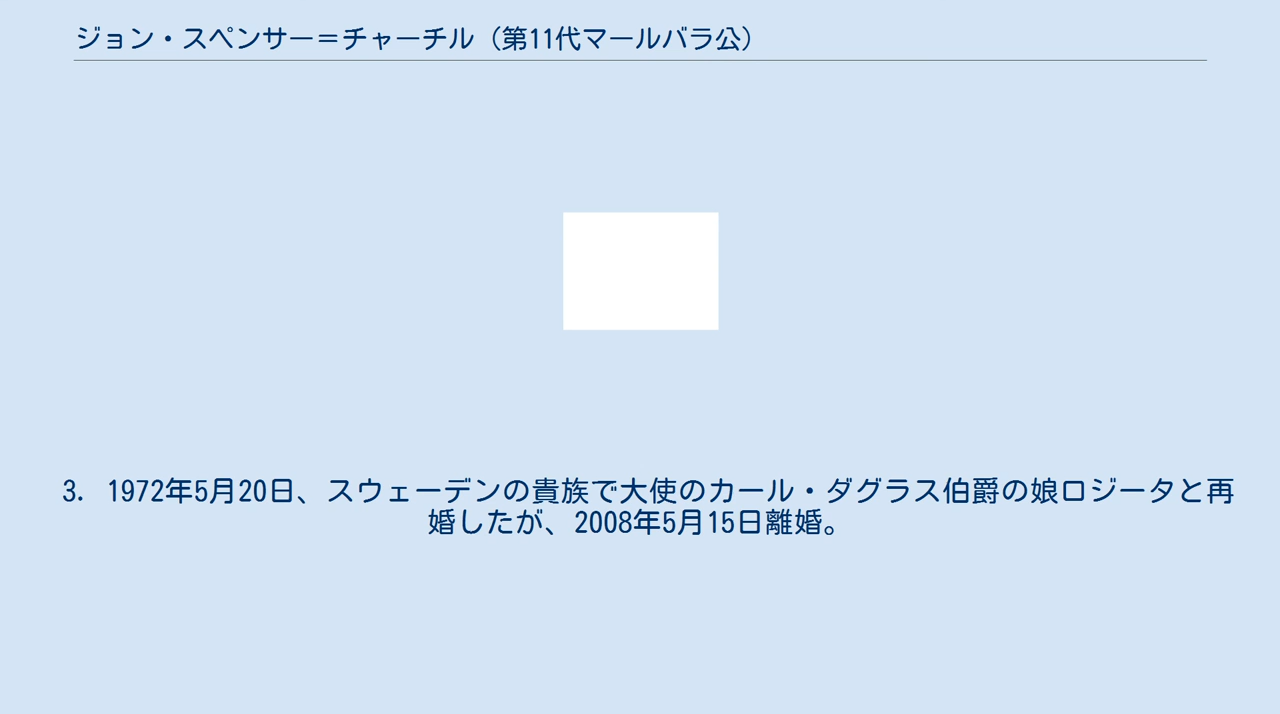 ジョン・スペンサー＝チャーチル（第11代マールバラ公）
3. 1972年5月20日、スウェーデンの貴族で大使のカール・ダグラス伯爵の娘ロジータと再
婚したが、2008年5月15日離婚。